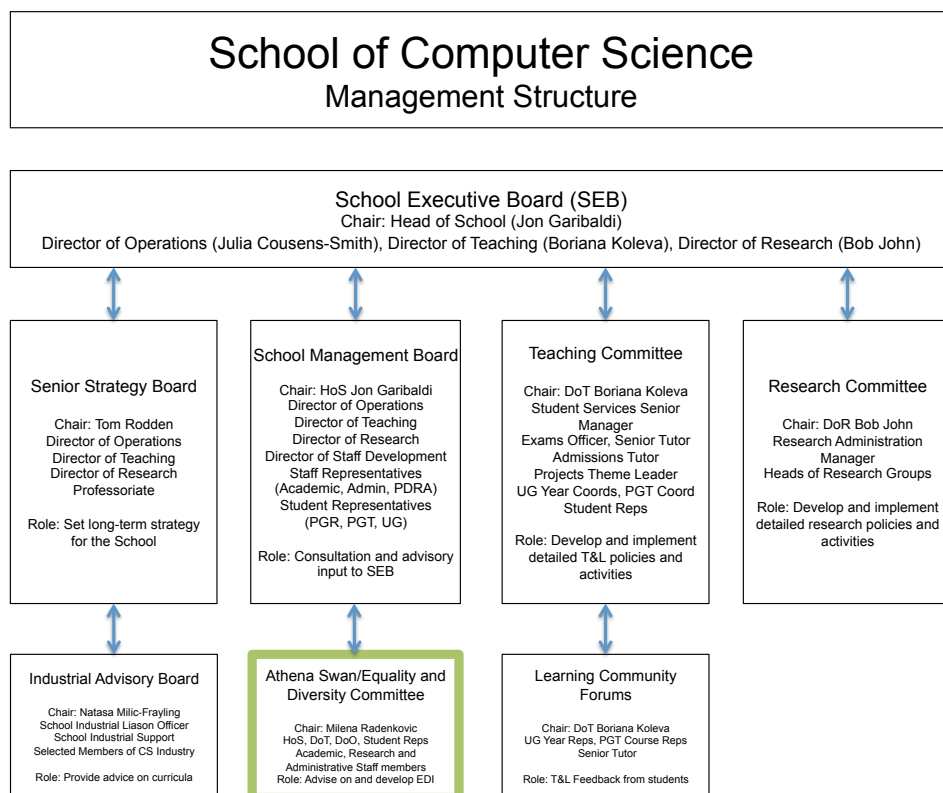 School of Computer Science
Management Structure
School Executive Board (SEB)
Chair: Head of School (Jon Garibaldi)
Director of Operations (Julia Cousens-Smith), Director of Teaching (Boriana Koleva), Director of Research (Bob John)
Senior Strategy Board
Chair: Tom Rodden
Director of Operations
Director of Teaching
Director of Research
Professoriate
Role: Set long-term strategy
for the School
School Management Board
Chair: HoS Jon Garibaldi
Director of Operations
Director of Teaching
Director of Research
Director of Staff Development
Staff Representatives
(Academic, Admin, PDRA)
Student Representatives
(PGR, PGT, UG)
Role: Consultation and advisory
input to SEB
Teaching Committee
Chair: DoT Boriana Koleva
Student Services Senior
Manager
Exams Officer, Senior Tutor
Admissions Tutor
Projects Theme Leader
UG Year Coords, PGT Coord
Student Reps
Role: Develop and implement
detailed T&L policies and
activities
Research Committee
Chair: DoR Bob John
Research Administration
Manager
Heads of Research Groups
Role: Develop and implement
detailed research policies and
activities
Industrial Advisory Board
Chair: Natasa Milic-Frayling
School Industrial Liason Officer
School Industrial Support
Selected Members of CS Industry
Role: Provide advice on curricula
Athena Swan/Equality and
Diversity Committee
Chair: Milena Radenkovic
HoS, DoT, DoO, Student Reps
Academic, Research and
Administrative Staff members
Role: Advise on and develop EDI
Learning Community
Forums
Chair: DoT Boriana Koleva
UG Year Reps, PGT Course Reps
Senior Tutor
Role: T&L Feedback from students